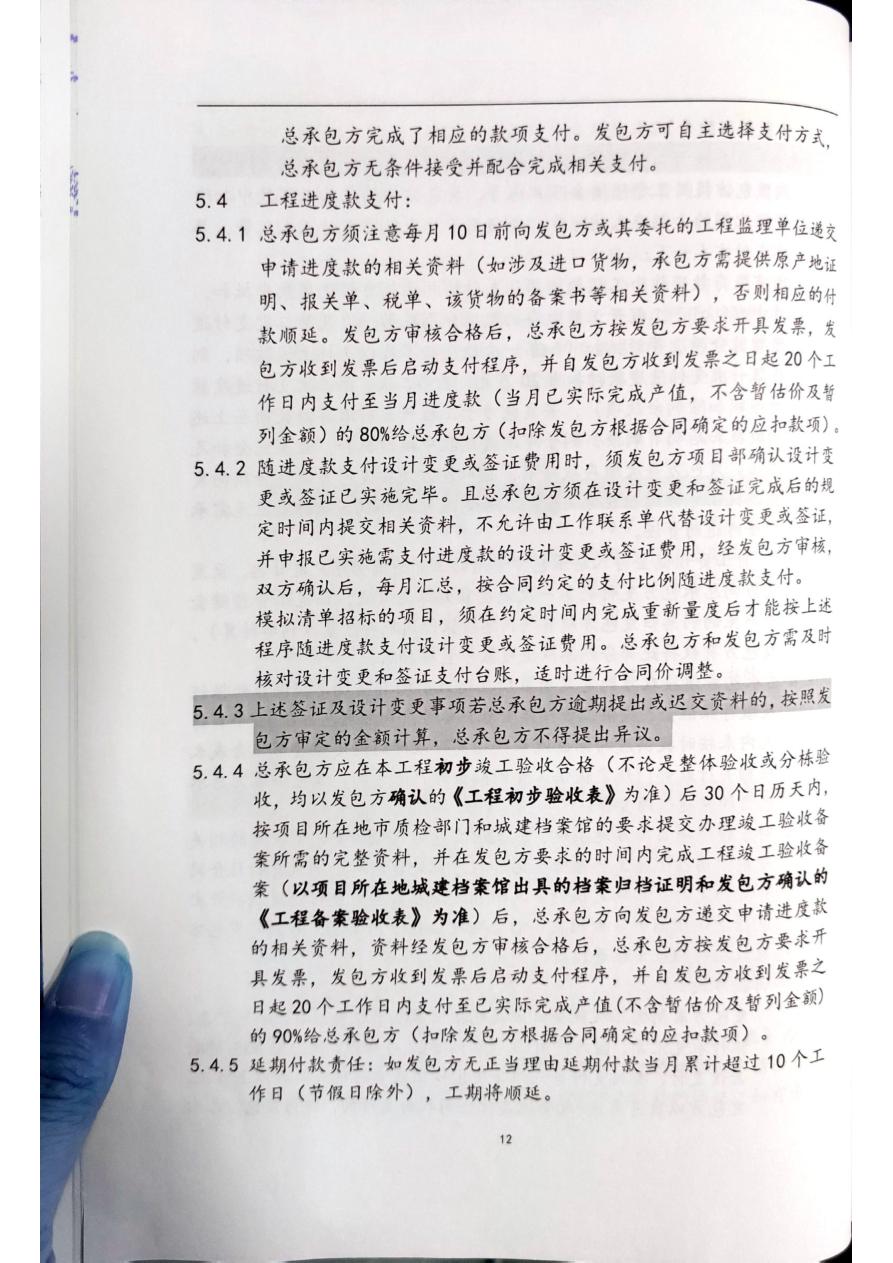 总承包方完成了相应的款项支付。发包方可自主选择支付方式,
总承包方无条件接受并配合完成相关支付。
5.4 工程进度款支付:
5.4.1 总承包方须注意每月10日前向发包方或其委托的工程监理单位递交
申请进度款的相关资料（如涉及进口货物，承包方需提供原产地证
明、报关单、税单、该货物的备案书等相关资料），否则相应的付
款顺延。发包方审核合格后，总承包方按发包方要求开具发票，发
包方收到发票后启动支付程序，并自发包方收到发票之日起20个工
作日内支付至当月进度款（当月已实际完成产值，不含暂估价及暂
列金额）的80%给总承包方（扣除发包方根据合同确定的应扣款项）。
5.4.2 随进度款支付设计变更或签证费用时，须发包方项目部确认设计变
更或签证已实施完毕。且总承包方须在设计变更和签证完成后的规
定时间内提交相关资料，不允许由工作联系单代替设计变更或签证,
并申报已实施需支付进度款的设计变更或签证费用，经发包方审核,
双方确认后，每月汇总，按合同约定的支付比例随进度款支付。
模拟清单招标的项目，须在约定时间内完成重新量度后才能按上述
程序随进度款支付设计变更或签证费用。总承包方和发包方需及时
核对设计变更和签证支付台账，适时进行合同价调整。
5.4.3 上述签证及设计变更事项若总承包方逾期提出或迟交资料的,按照发
包方审定的金额计算，总承包方不得提出异议。
5.4.4 总承包方应在本工程初步竣工验收合格（不论是整体验收或分栋验
收，均以发包方确认的《工程初步验收表》为准）后30个日历天内,
按项目所在地市质检部门和城建档案馆的要求提交办理竣工验收备
案所需的完整资料，并在发包方要求的时间内完成工程竣工验收备
案（以项目所在地城建档案馆出具的档案归档证明和发包方确认的
《工程备案验收表》为准）后，总承包方向发包方递交申请进度款
的相关资料，资料经发包方审核合格后，总承包方按发包方要求开
具发票，发包方收到发票后启动支付程序，并自发包方收到发票之
日起20个工作日内支付至已实际完成产值(不含暂估价及暂列金额)
的90%给总承包方（扣除发包方根据合同确定的应扣款项）。
5.4.5 延期付款责任：如发包方无正当理由延期付款当月累计超过10个工
作日（节假日除外），工期将顺延。
12